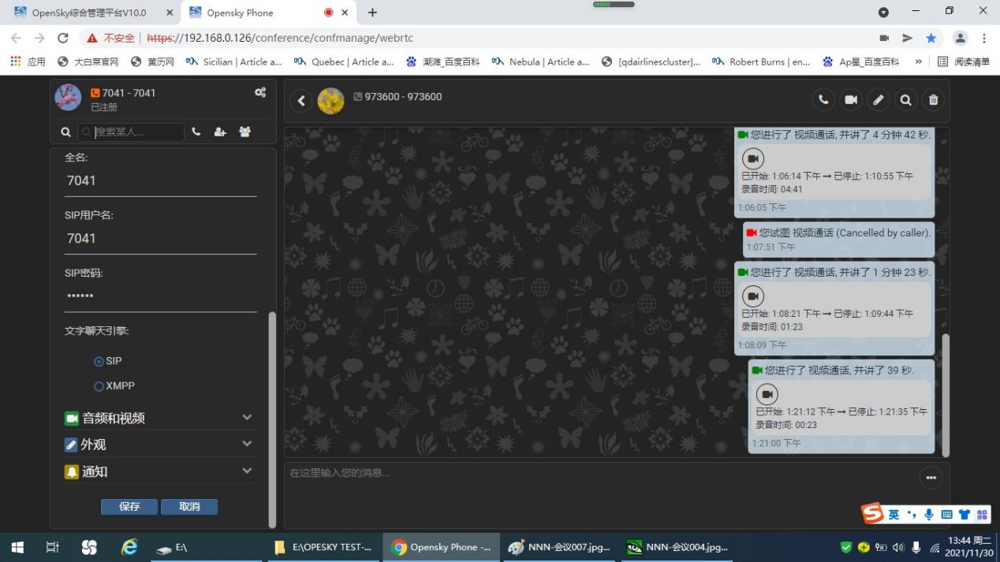 OpenSky综合管理平台V10.0
Opensky Phone
不安全
https://192.168.0.126/conference/confmanage/webrtc
应用
大白菜官网
黄历网
Sicilian | Article a...
Quebec | Article a...
潮滩_百度百科
Nebula | Article a...
[qdairlinescluster]...
Robert Burns | en...
Ap星_百度百科
»
阅读清单
7041 - 7041
已注册
搜索某人...
全名:
7041
SIP用户名:
7041
SIP密码:
••••••
文字聊天引擎:
SIP
XMPP
音频和视频
外观
通知
保存
取消
973600 - 973600
您进行了 视频通话, 并讲了 4 分钟 42 秒.
已开始: 1:06:14 下午 → 已停止: 1:10:55 下午
录音时间: 04:41
1:06:05 下午
您试图 视频通话 (Cancelled by caller).
1:07:51 下午
您进行了 视频通话, 并讲了 1 分钟 23 秒.
已开始: 1:08:21 下午 → 已停止: 1:09:44 下午
录音时间: 01:23
1:08:09 下午
您进行了 视频通话, 并讲了 39 秒.
已开始: 1:21:12 下午 → 已停止: 1:21:35 下午
录音时间: 00:23
1:21:00 下午
在这里输入您的消息...
英
E:\
E:\OPESKY TEST-...
Opensky Phone -...
NNN-会议007.jpg...
NNN-会议004.jpg...
13:44 周二
2021/11/30